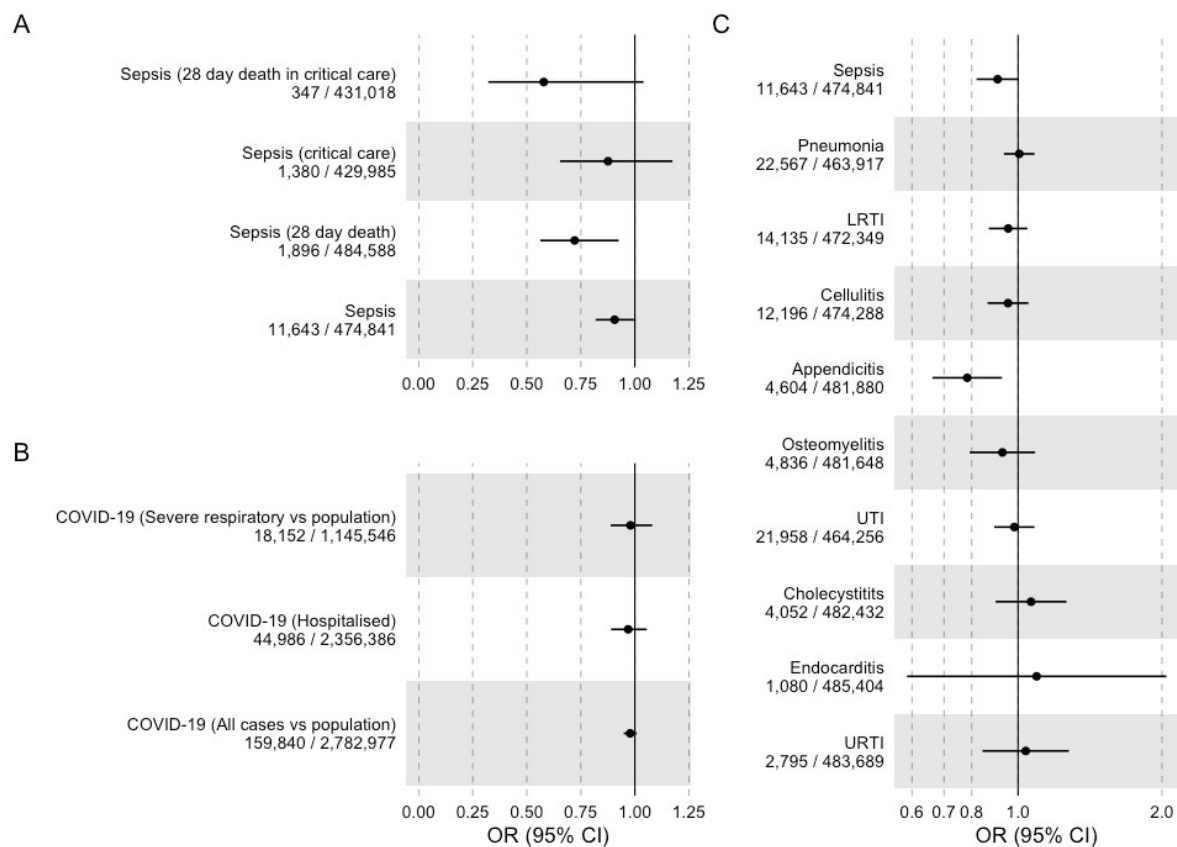 A
Sepsis (28 day death in critical care)
347 / 431,018
Sepsis (critical care)
1,380 / 429,985
Sepsis (28 day death)
1,896 / 484,588
Sepsis
11,643 / 474,841
0.00 0.25 0.50 0.75 1.00 1.25
B
COVID-19 (Severe respiratory vs population)
18,152 / 1,145,546
COVID-19 (Hospitalised)
44,986 / 2,356,386
COVID-19 (All cases vs population)
159,840 / 2,782,977
0.00 0.25 0.50 0.75 1.00 1.25
OR (95% CI)
C
Sepsis
11,643 / 474,841
Pneumonia
22,567 / 463,917
LRTI
14,135 / 472,349
Cellulitis
12,196 / 474,288
Appendicitis
4,604 / 481,880
Osteomyelitis
4,836 / 481,648
UTI
21,958 / 464,256
Cholecystitits
4,052 / 482,432
Endocarditis
1,080 / 485,404
URTI
2,795 / 483,689
0.6 0.7 0.8 1.0 2.0
OR (95% CI)